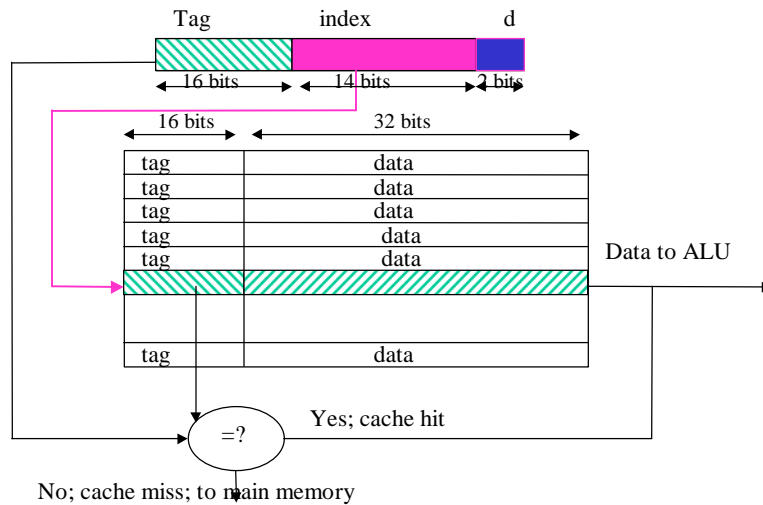 Tag index d
16 bits 14 bits 2 bits
16 bits 32 bits
tag data
tag data
tag data
tag data
tag data
Data to ALU
tag data
=?
Yes; cache hit
No; cache miss; to main memory